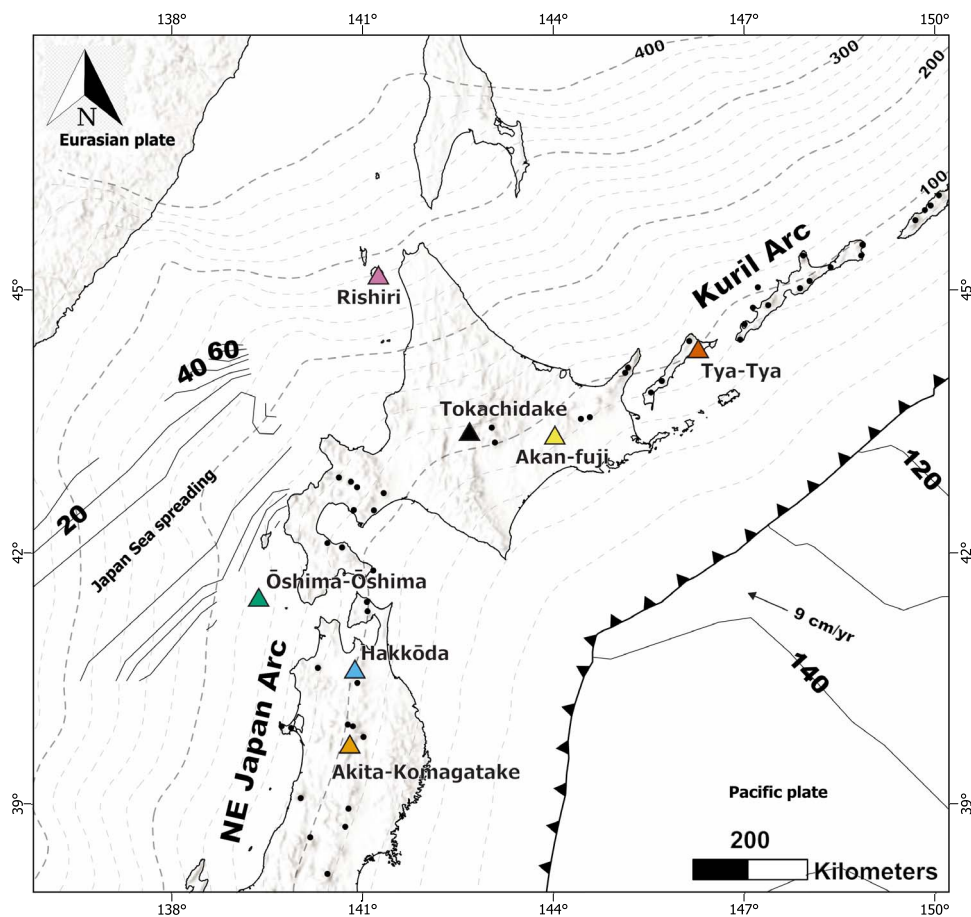 138°
141°
144°
147°
150°
N
Eurasian plate
400
300
200
100
Kuril Arc
45°
45°
Rishiri
60
40
Tya-Tya
Tokachidake
Akan-fuji
120
20
Japan Sea spreading
42°
42°
Ōshima-Ōshima
9 cm/yr
Hakkōda
140
NE Japan Arc
Akita-Komagatake
Pacific plate
39°
39°
200
Kilometers
138°
141°
144°
147°
150°